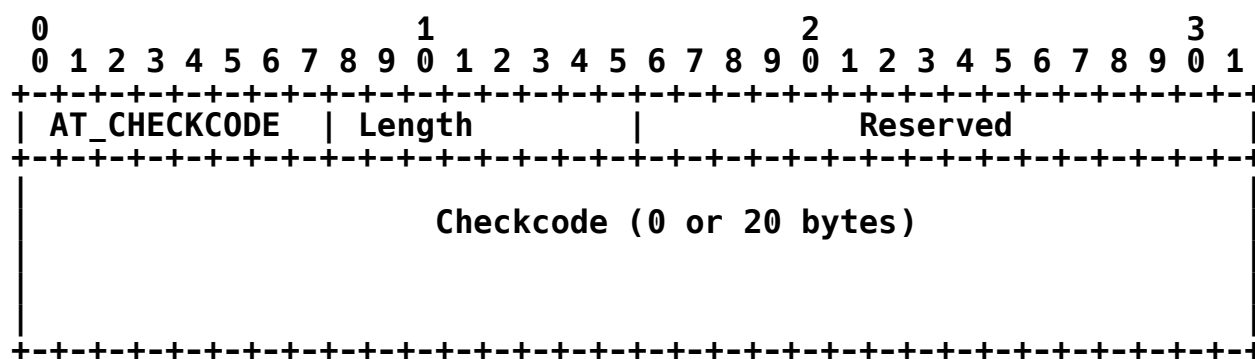 0                   1                   2                   3
 0 1 2 3 4 5 6 7 8 9 0 1 2 3 4 5 6 7 8 9 0 1 2 3 4 5 6 7 8 9 0 1
+-+-+-+-+-+-+-+-+-+-+-+-+-+-+-+-+-+-+-+-+-+-+-+-+-+-+-+-+-+-+-+-+
| AT_CHECKCODE  | Length        |           Reserved            |
+-+-+-+-+-+-+-+-+-+-+-+-+-+-+-+-+-+-+-+-+-+-+-+-+-+-+-+-+-+-+-+-+
|                                                               |
|                     Checkcode (0 or 20 bytes)                 |
|                                                               |
|                                                               |
|                                                               |
+-+-+-+-+-+-+-+-+-+-+-+-+-+-+-+-+-+-+-+-+-+-+-+-+-+-+-+-+-+-+-+-+